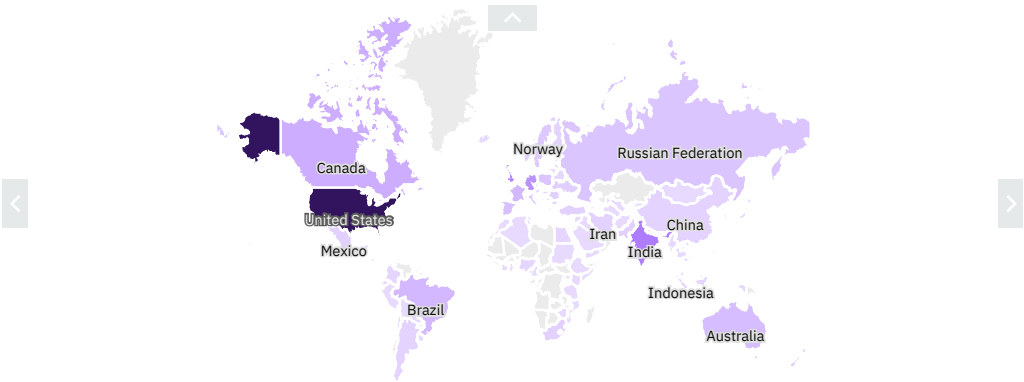 Norway
Russian Federation
Canada
United States
China
Iran
Mexico
India
Indonesia
Brazil
Australia